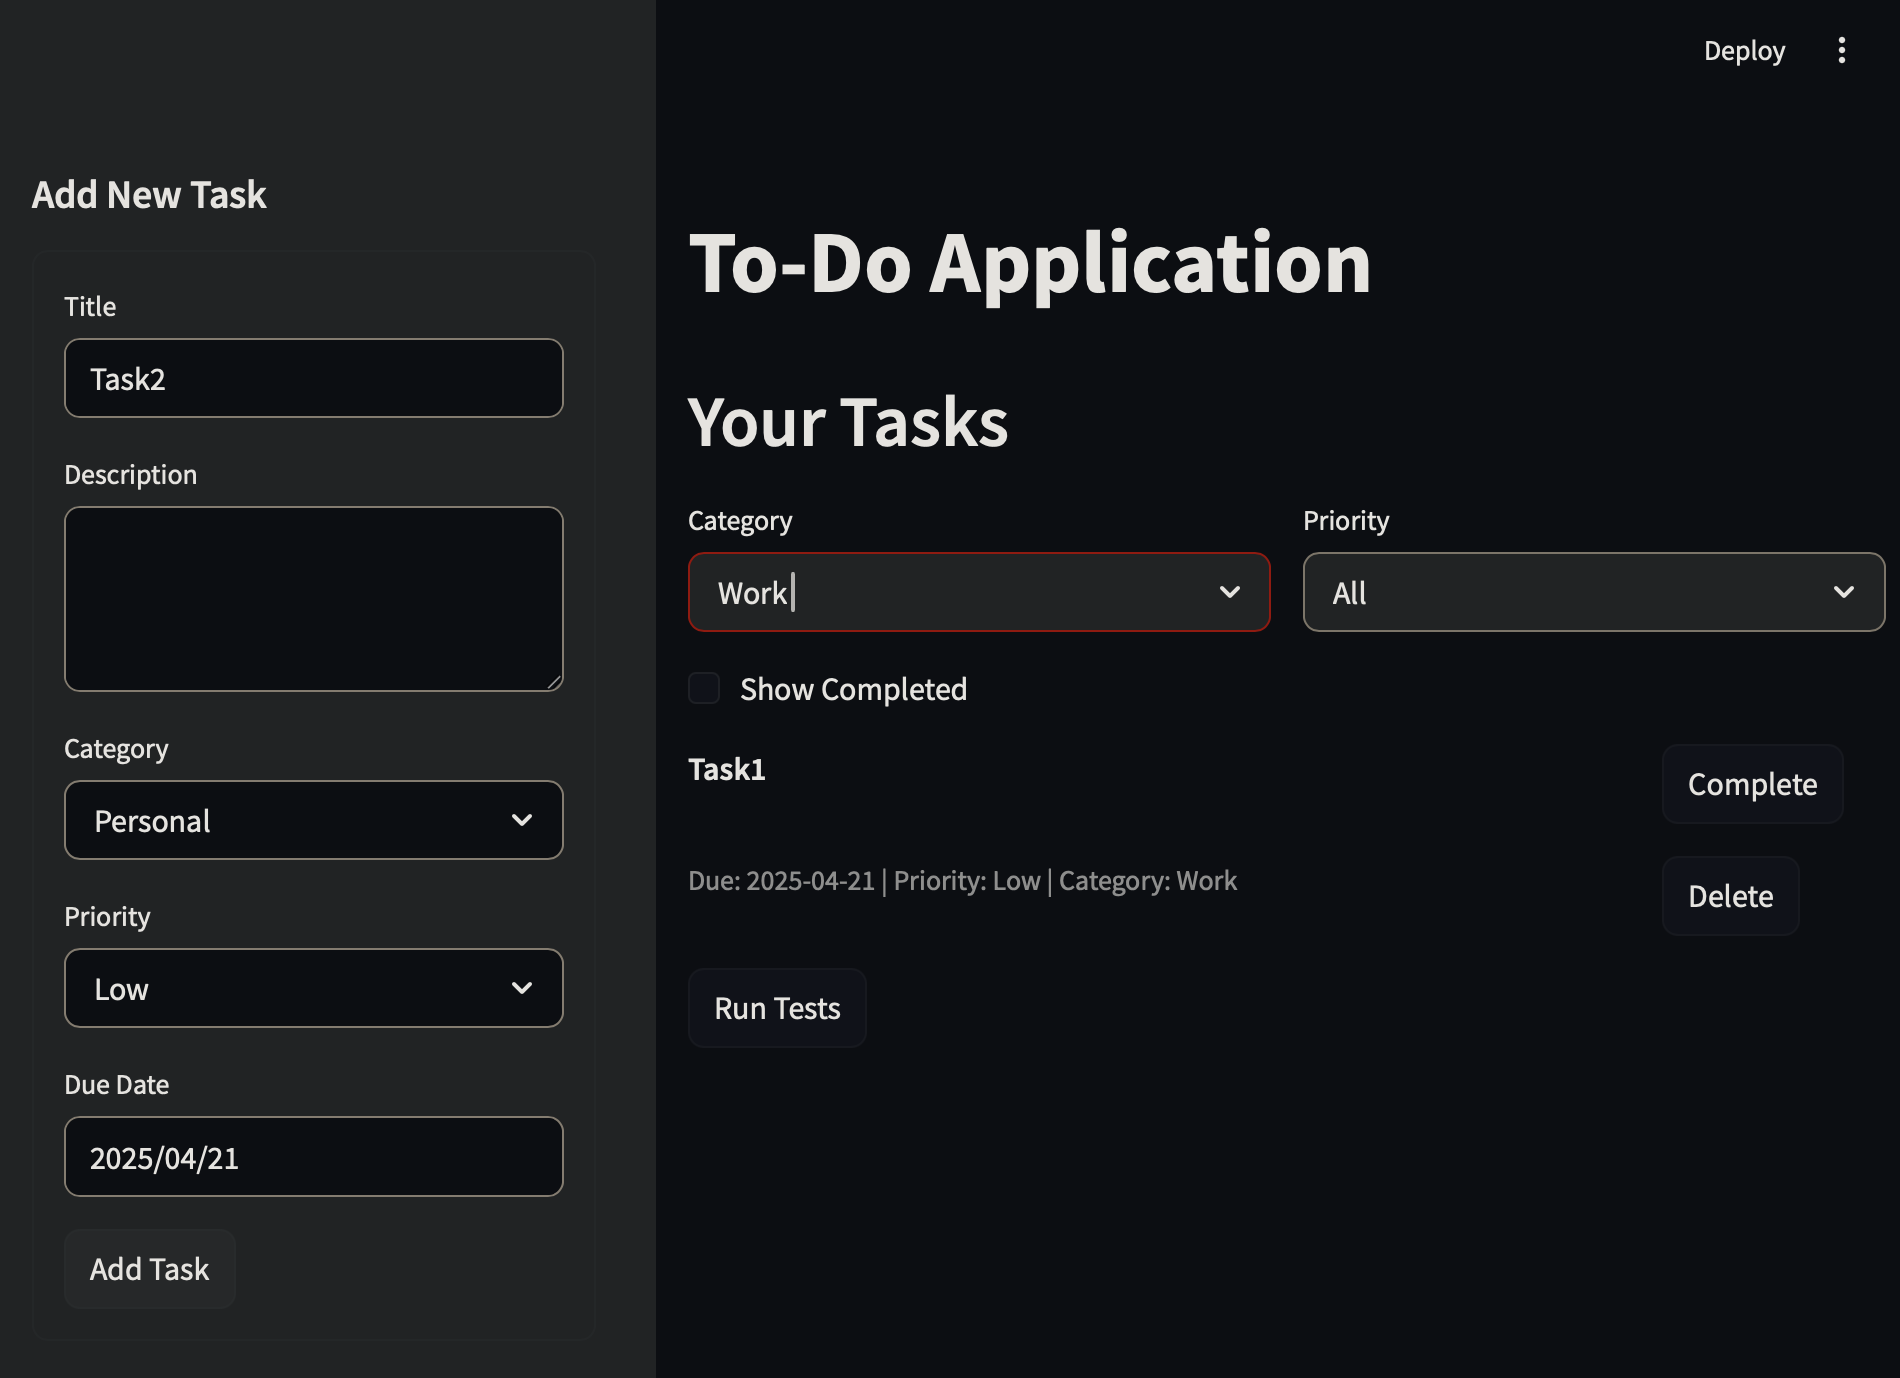 Deploy
Add New Task
Title
Task2
Description
Category
Personal
Priority
Low
Due Date
2025/04/21
Add Task
To-Do Application
Your Tasks
Category
Priority
Work
All
Show Completed
Task1
Complete
Due: 2025-04-21 | Priority: Low | Category: Work
Delete
Run Tests